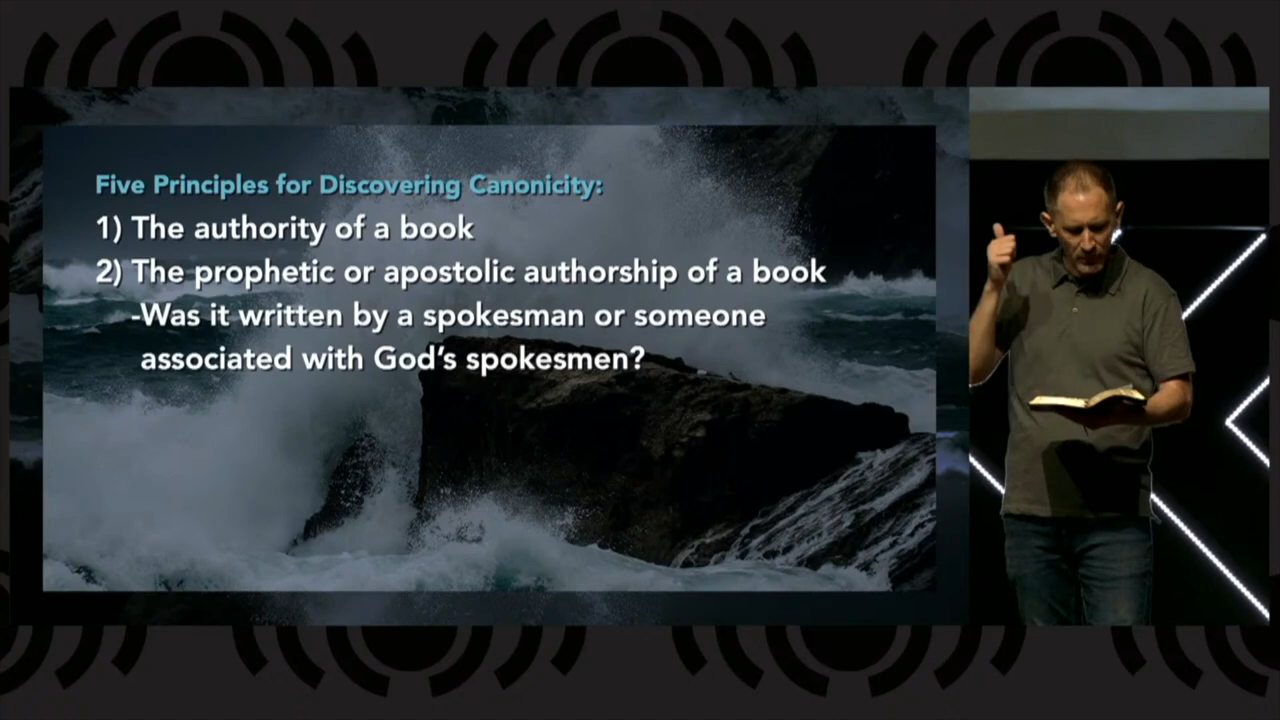 Five Principles for Discovering Canonicity:
1) The authority of a book
2) The prophetic or apostolic authorship of a book
-Was it written by a spokesman or someone
associated with God's spokesmen?